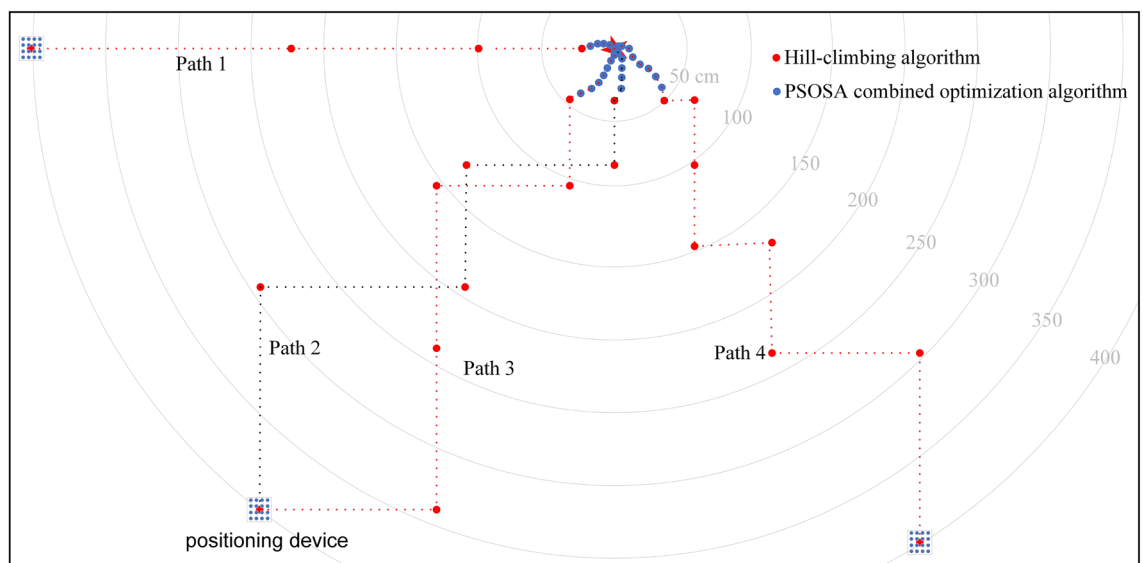 Path 1
50 cm
Hill-climbing algorithm
PSOSA combined optimization algorithm
100
150
200
250
300
350
400
Path 2
Path 3
Path 4
positioning device